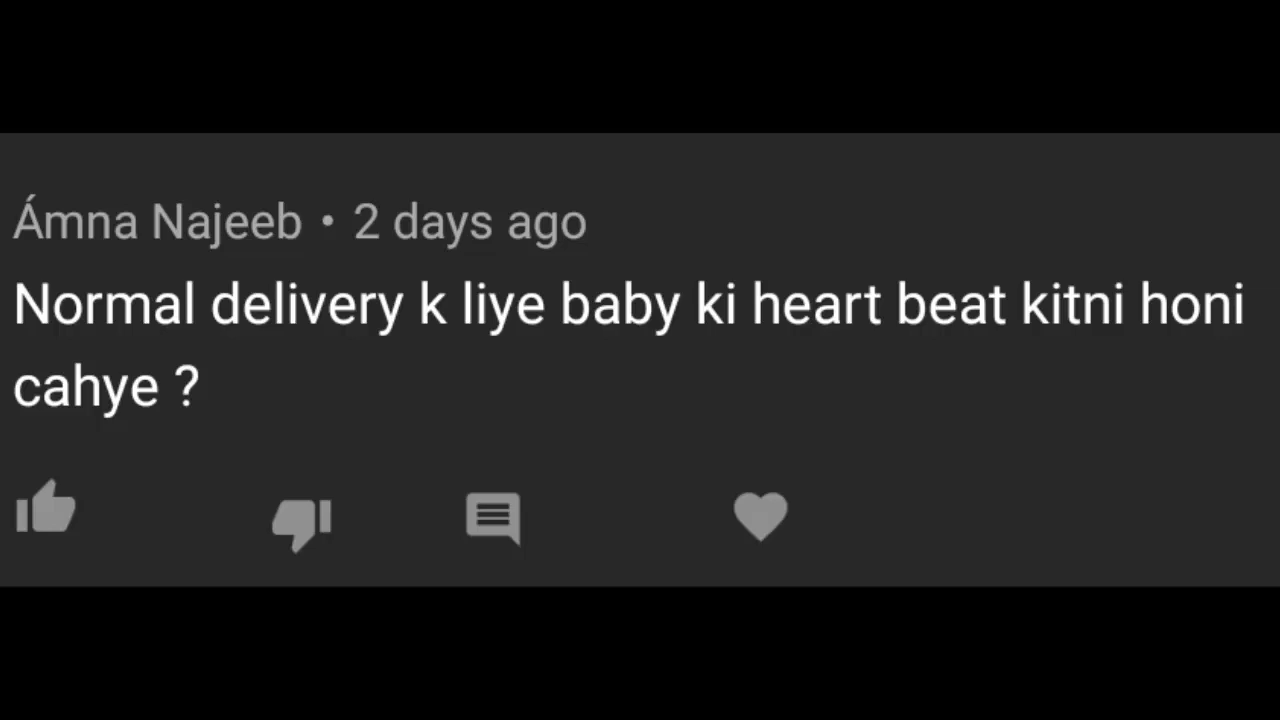 Ámna Najeeb • 2 days ago
Normal delivery k liye baby ki heart beat kitni honi
cahye ?